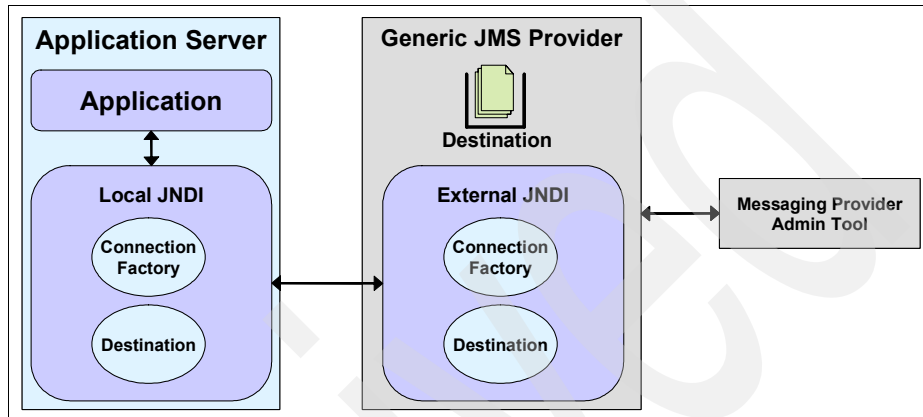 Application Server
Application
Local JNDI
Connection
Factory
Destination
Generic JMS Provider
Destination
External JNDI
Connection
Factory
Destination
Messaging Provider
Admin Tool